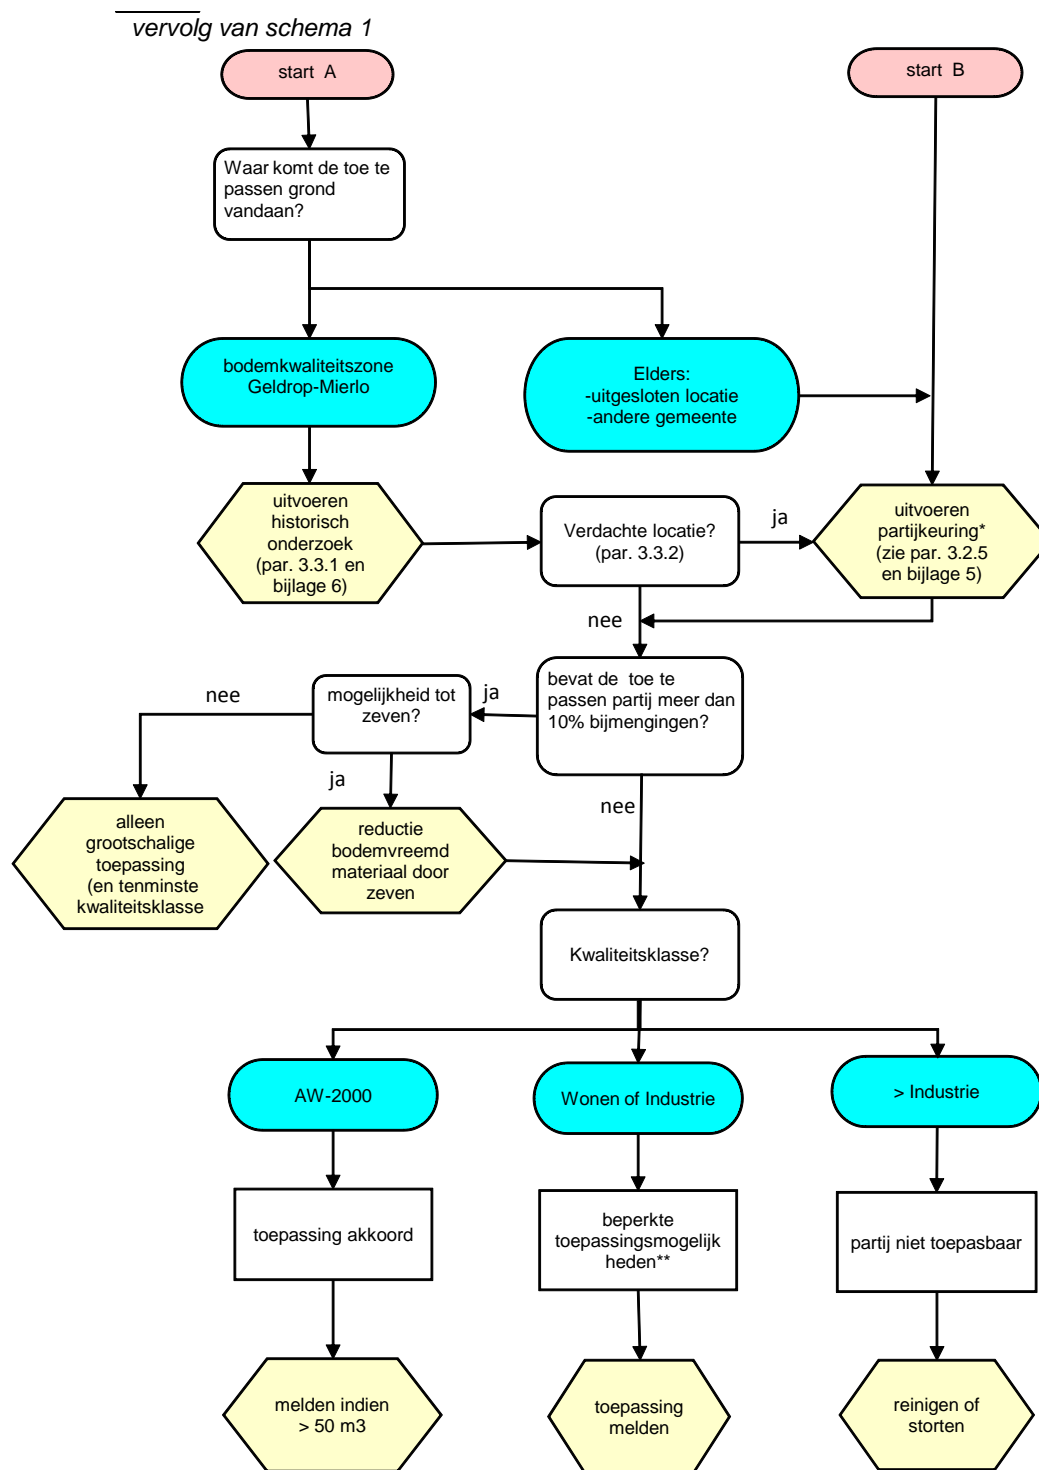 vervolg van schema 1
start A
start B
Waar komt de toe te
passen grond
vandaan?
bodemkwaliteitszone
Geldrop-Mierlo
Elders:
-uitgesloten locatie
-andere gemeente
uitvoeren
historisch
onderzoek
(par. 3.3.1 en
bijlage 6)
Verdachte locatie?
(par. 3.3.2)
ja
uitvoeren
partijkeuring*
(zie par. 3.2.5
en bijlage 5)
nee
bevat de toe te
passen partij meer dan
10% bijmengingen?
ja
mogelijkheid tot
zeven?
nee
ja
nee
alleen
grootschalige
toepassing
(en tenminste
kwaliteitsklasse
reductie
bodemvreemd
materiaal door
zeven
Kwaliteitsklasse?
AW-2000
Wonen of Industrie
> Industrie
toepassing akkoord
beperkte
toepassingsmogelijk
heden**
partij niet toepasbaar
melden indien
> 50 m3
toepassing
melden
reinigen of
storten